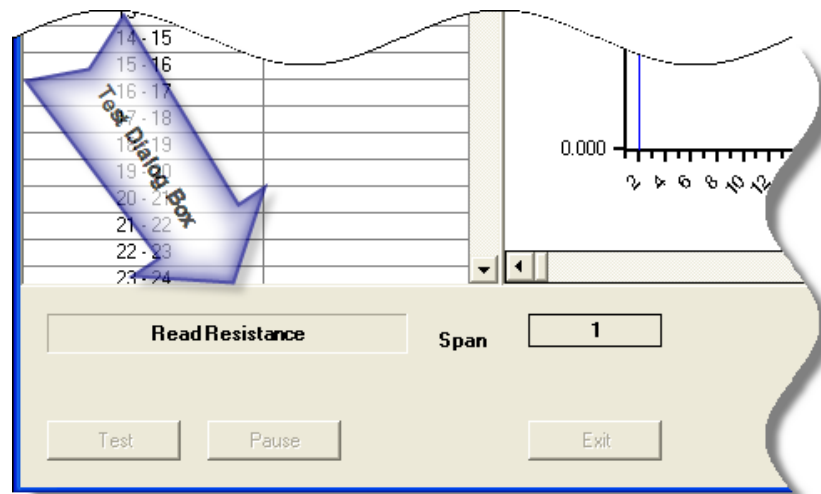 14 - 15
15 - 16
16 - 17
17 - 18
18 - 19
19 - 20
20 - 21
21 - 22
22 - 23
23 - 24
Test Dialog Box
0.000
2 4 6 8 10 12
Read Resistance
Span
1
Test
Pause
Exit